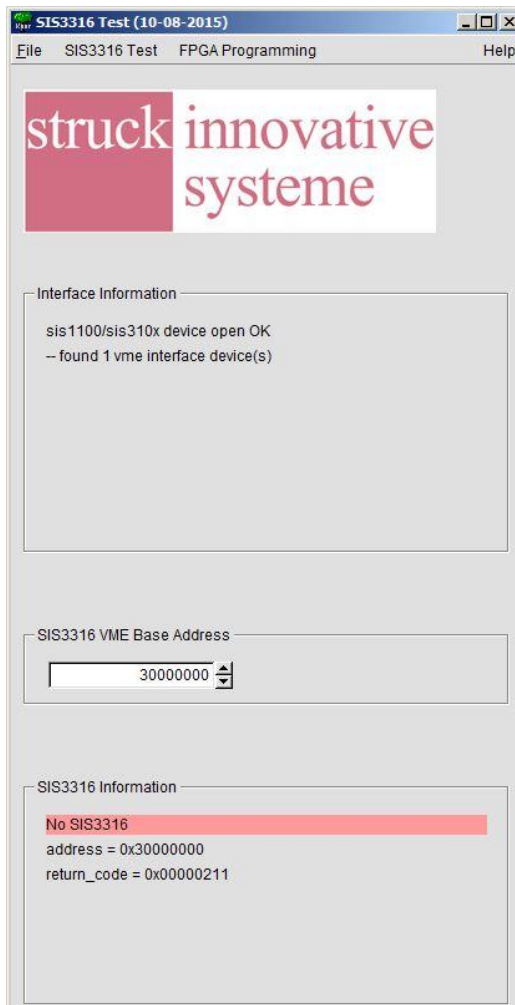 SIS3316 Test (10-08-2015)
File SIS3316 Test FPGA Programming Help
struck innovative
systeme
Interface Information
sis1100/sis310x device open OK
-- found 1 vme interface device(s)
SIS3316 VME Base Address
30000000
SIS3316 Information
No SIS3316
address = 0x30000000
return_code = 0x00000211